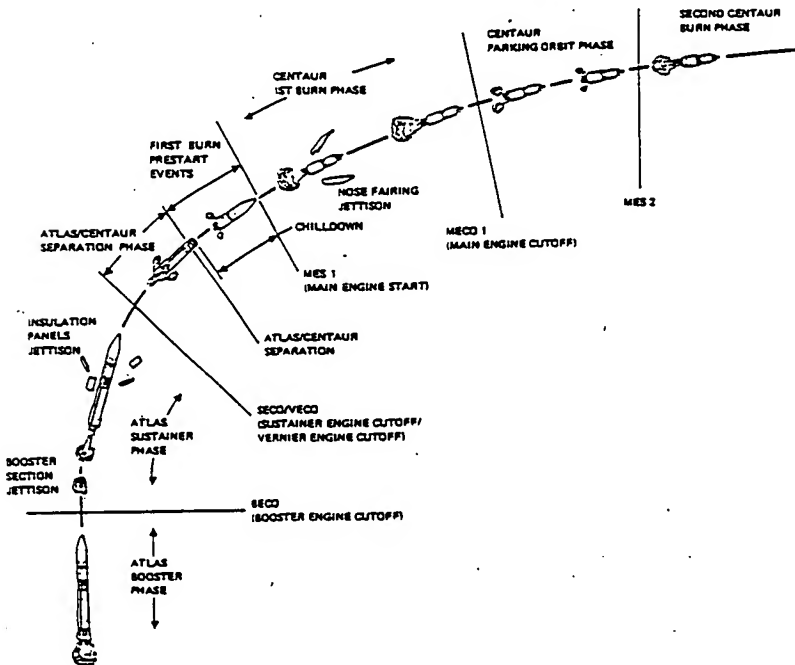 SECOND CENTAUR
BURN PHASE
CENTAUR
PARKING ORBIT PHASE
CENTAUR
1ST BURN PHASE
FIRST BURN
PRESTART
EVENTS
NOSE FAIRING
JETTISON
MES 2
ATLAS/CENTAUR
SEPARATION PHASE
CHILLDOWN
MECO 1
(MAIN ENGINE CUTOFF)
MES 1
(MAIN ENGINE START)
INSULATION
PANELS
JETTISON
ATLAS/CENTAUR
SEPARATION
ATLAS
SUSTAINER
PHASE
SECO/VECO
(SUSTAINER ENGINE CUTOFF/
VERNIER ENGINE CUTOFF)
BOOSTER
SECTION
JETTISON
BECO
(BOOSTER ENGINE CUTOFF)
ATLAS
BOOSTER
PHASE